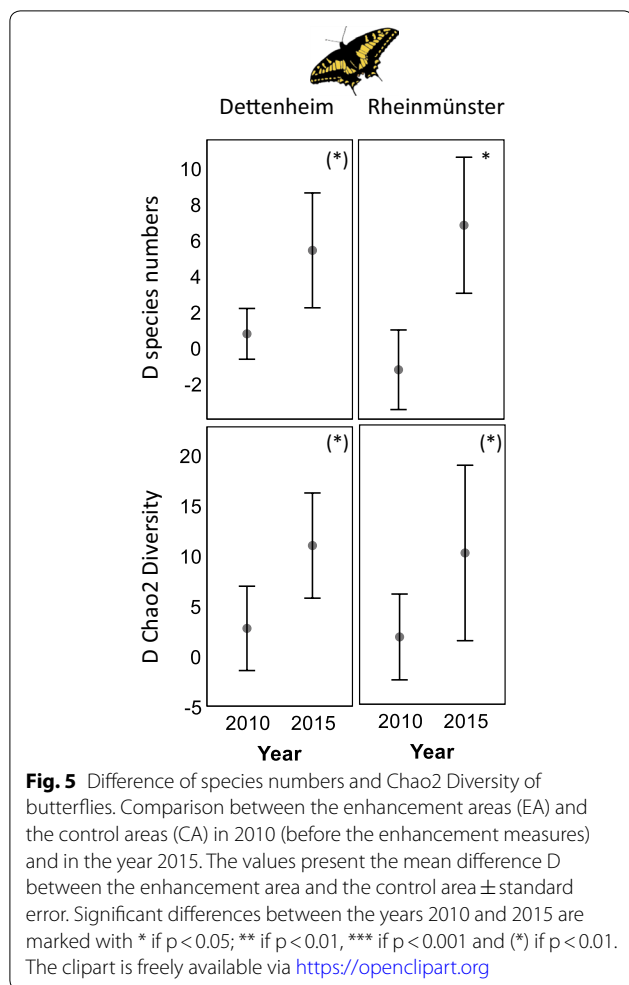 Dettenheim Rheinmünster
(*) *
D species numbers
10
8
6
4
2
0
-2
(*) (*)
D Chao2 Diversity
20
15
10
5
0
-5
2010 2015 2010 2015
Year Year
Fig. 5 Difference of species numbers and Chao2 Diversity of
butterflies. Comparison between the enhancement areas (EA) and
the control areas (CA) in 2010 (before the enhancement measures)
and in the year 2015. The values present the mean difference D
between the enhancement area and the control area ± standard
error. Significant differences between the years 2010 and 2015 are
marked with * if p < 0.05; ** if p < 0.01, *** if p < 0.001 and (*) if p < 0.01.
The clipart is freely available via https://openclipart.org